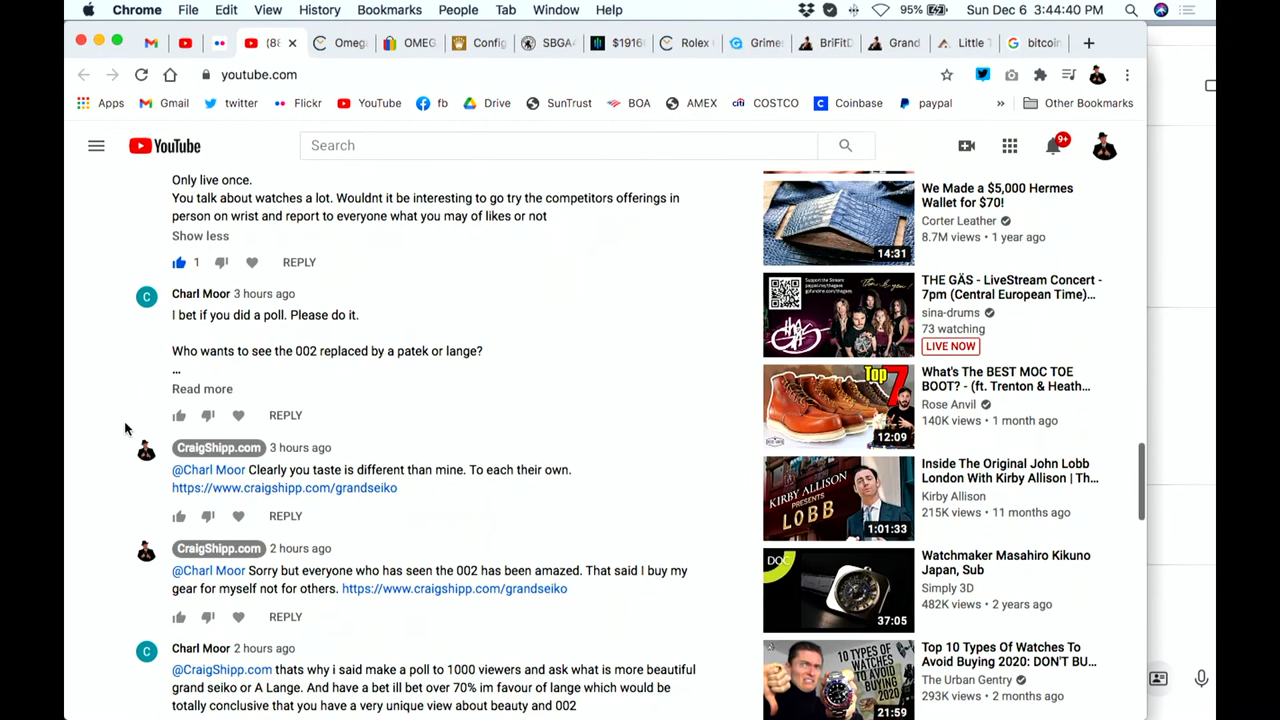 Chrome File Edit View History Bookmarks People Tab Window Help 95% Sun Dec 6 3:44:40 PM
(88 Omeg OMEG Config SBGA4 $1916 Rolex Grime BriFitD Grand Little T bitcoin
youtube.com
Apps Gmail twitter Flickr YouTube fb Drive SunTrust BOA AMEX COSTCO Coinbase paypal » Other Bookmarks
YouTube
Search
9+
Only live once.
You talk about watches a lot. Wouldnt it be interesting to go try the competitors offerings in
person on wrist and report to everyone what you may of likes or not
Show less
1 REPLY
Charl Moor 3 hours ago
I bet if you did a poll. Please do it.
Who wants to see the 002 replaced by a patek or lange?
...
Read more
REPLY
CraigShipp.com 3 hours ago
@Charl Moor Clearly you taste is different than mine. To each their own.
https://www.craigshipp.com/grandseiko
REPLY
CraigShipp.com 2 hours ago
@Charl Moor Sorry but everyone who has seen the 002 has been amazed. That said I buy my
gear for myself not for others. https://www.craigshipp.com/grandseiko
REPLY
Charl Moor 2 hours ago
@CraigShipp.com thats why i said make a poll to 1000 viewers and ask what is more beautiful
grand seiko or A Lange. And have a bet ill bet over 70% im favour of lange which would be
totally conclusive that you have a very unique view about beauty and 002
14:31
We Made a $5,000 Hermes
Wallet for $70!
Corter Leather
8.7M views • 1 year ago
THE GÄS - LiveStream Concert -
7pm (Central European Time)...
sina-drums
73 watching
LIVE NOW
Top 7
12:09
What's The BEST MOC TOE
BOOT? - (ft. Trenton & Heath...
Rose Anvil
140K views • 1 month ago
KIRBY ALLISON
PRESENTS
LOBB
1:01:33
Inside The Original John Lobb
London With Kirby Allison | Th...
Kirby Allison
215K views • 11 months ago
DOC
37:05
Watchmaker Masahiro Kikuno
Japan, Sub
Simply 3D
482K views • 2 years ago
10 TYPES OF
WATCHES
TO
AVOID
BUYING
2020
21:59
Top 10 Types Of Watches To
Avoid Buying 2020: DON'T BU...
The Urban Gentry
293K views • 2 months ago